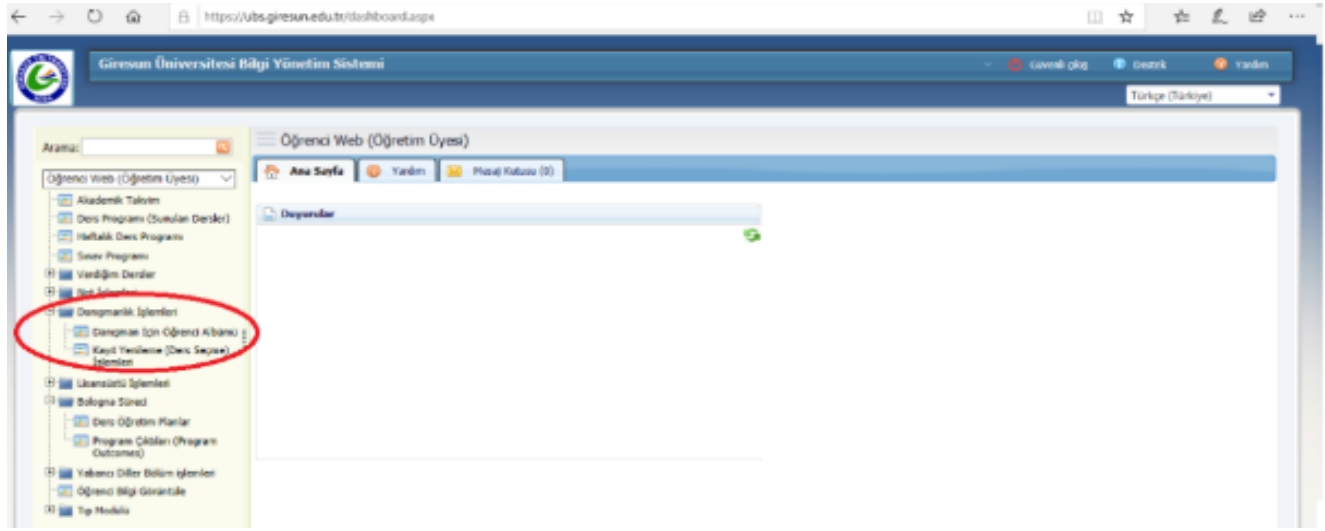 https://ubs.giresun.edu.tr/dashboard.aspx
Giresun Üniversitesi Bilgi Yönetim Sistemi
Güvenli çıkış
Destek
Yardım
Türkçe (Türkiye)
Arama:
Öğrenci Web (Öğretim Üyesi)
Akademik Takvim
Ders Programı (Sunulan Dersler)
Haftalık Ders Programı
Sınav Programı
Verdiğim Dersler
Not İşlemleri
Danışmanlık İşlemleri
Danışman İçin Öğrenci Albümü
Kayıt Yenileme (Ders Seçme)
İşlemleri
Lisansüstü İşlemleri
Bologna Süreci
Ders Öğretim Planlar
Program Çıktıları (Program
Outcomes)
Yabancı Diller Bölüm işlemleri
Öğrenci Bilgi Görüntüle
Tıp Modülü
Öğrenci Web (Öğretim Üyesi)
Ana Sayfa
Yardım
Mesaj Kutusu (0)
Duyurular